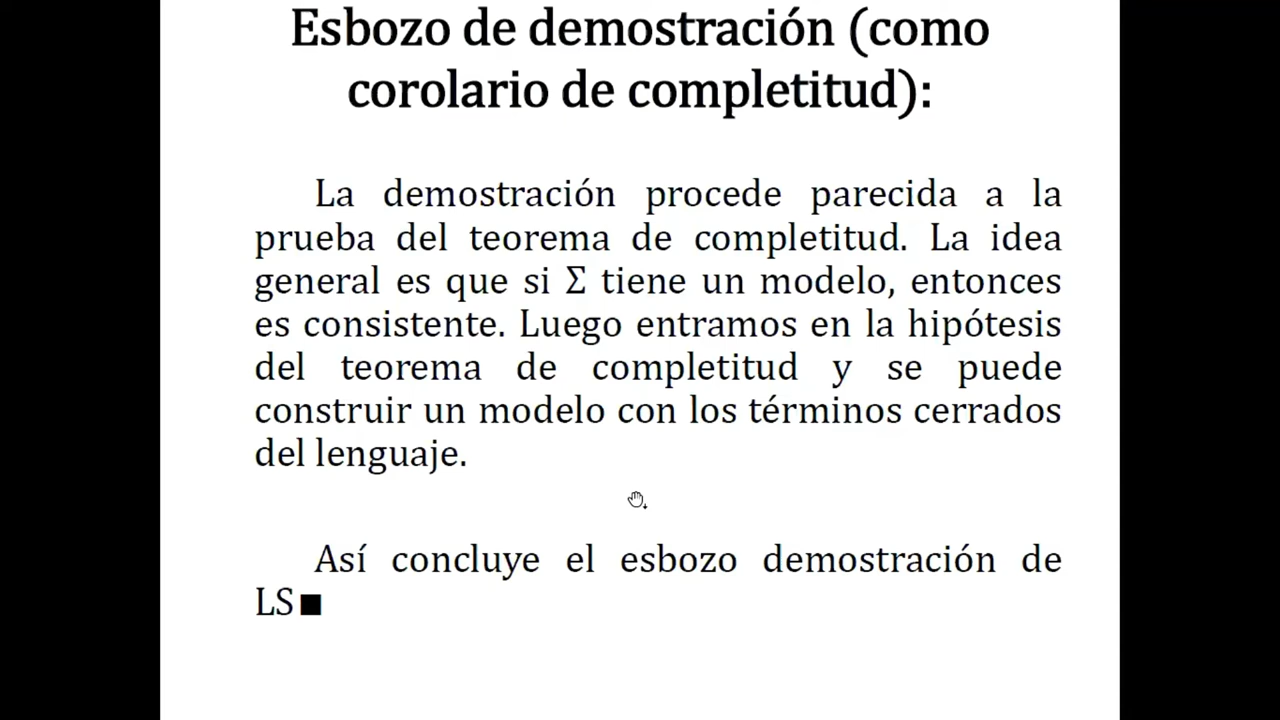 Esbozo de demostración (como
corolario de completitud):
La demostración procede parecida a la
prueba del teorema de completitud. La idea
general es que si Σ tiene un modelo, entonces
es consistente. Luego entramos en la hipótesis
del teorema de completitud y se puede
construir un modelo con los términos cerrados
del lenguaje.
Así concluye el esbozo demostración de
LS■